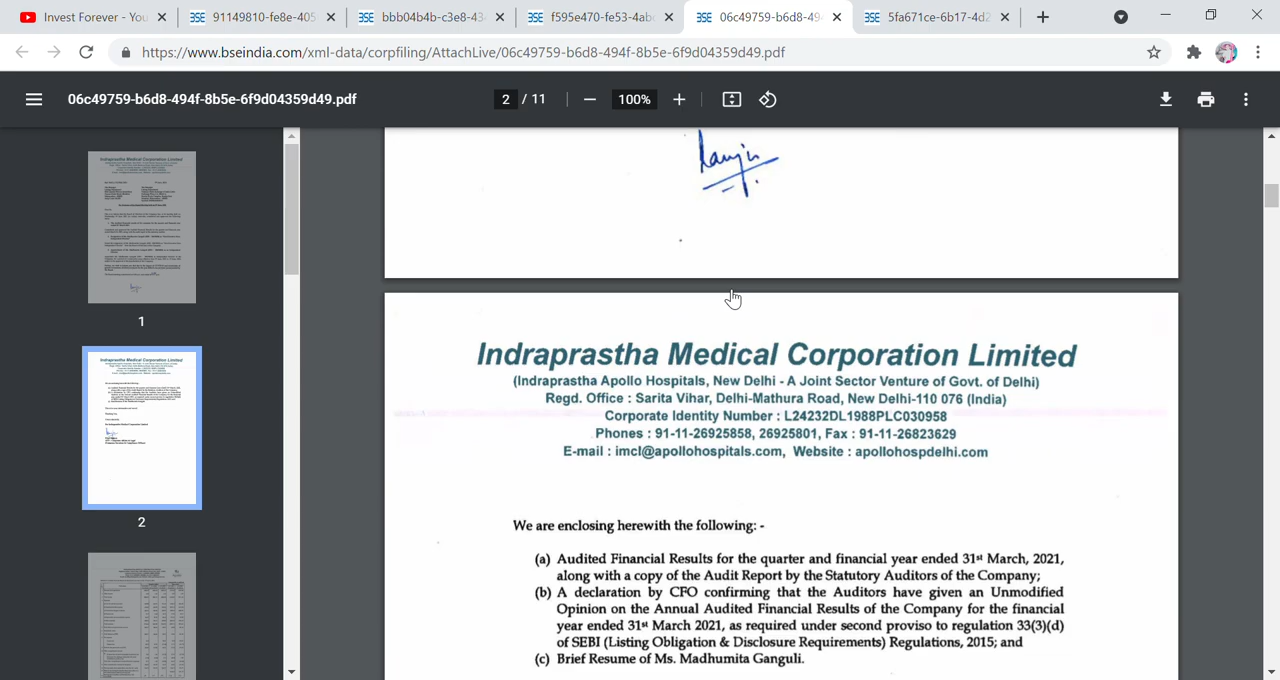 Invest Forever - You
91149810-fe8e-405
bbb04b4b-c3e8-43
f595e470-fe53-4ab
06c49759-b6d8-49
5fa671ce-6b17-4d2
https://www.bseindia.com/xml-data/corpfiling/AttachLive/06c49759-b6d8-494f-8b5e-6f9d04359d49.pdf
06c49759-b6d8-494f-8b5e-6f9d04359d49.pdf
2 / 11
100%
Indraprastha Medical Corporation Limited
1
Indraprastha Medical Corporation Limited
2
Indraprastha Medical Corporation Limited
(Indraprastha Apollo Hospitals, New Delhi - A Joint Sector Venture of Govt. of Delhi)
Regd. Office : Sarita Vihar, Delhi-Mathura Road, New Delhi-110 076 (India)
Corporate Identity Number : L24232DL1988PLC030958
Phones : 91-11-26925858, 26925801, Fax : 91-11-26823629
E-mail : imcl@apollohospitals.com, Website : apollohospdelhi.com
We are enclosing herewith the following: -
(a) Audited Financial Results for the quarter and financial year ended 31st March, 2021,
along with a copy of the Audit Report by the Statutory Auditors of the Company;
(b) A declaration by CFO confirming that the Auditors have given an Unmodified
Opinion on the Annual Audited Financial Results of the Company for the financial
year ended 31st March 2021, as required under second proviso to regulation 33(3)(d)
of SEBI (Listing Obligation & Disclosure Requirements) Regulations, 2015; and
(c) Brief Resume of Ms. Madhumita Ganguli.